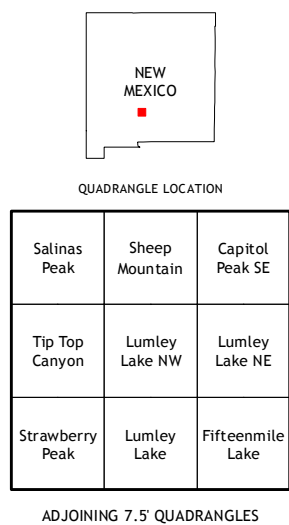 NEW
MEXICO
QUADRANGLE LOCATION
Salinas
Peak
Sheep
Mountain
Capitol
Peak SE
Tip Top
Canyon
Lumley
Lake NW
Lumley
Lake NE
Strawberry
Peak
Lumley
Lake
Fifteenmile
Lake
ADJOINING 7.5' QUADRANGLES